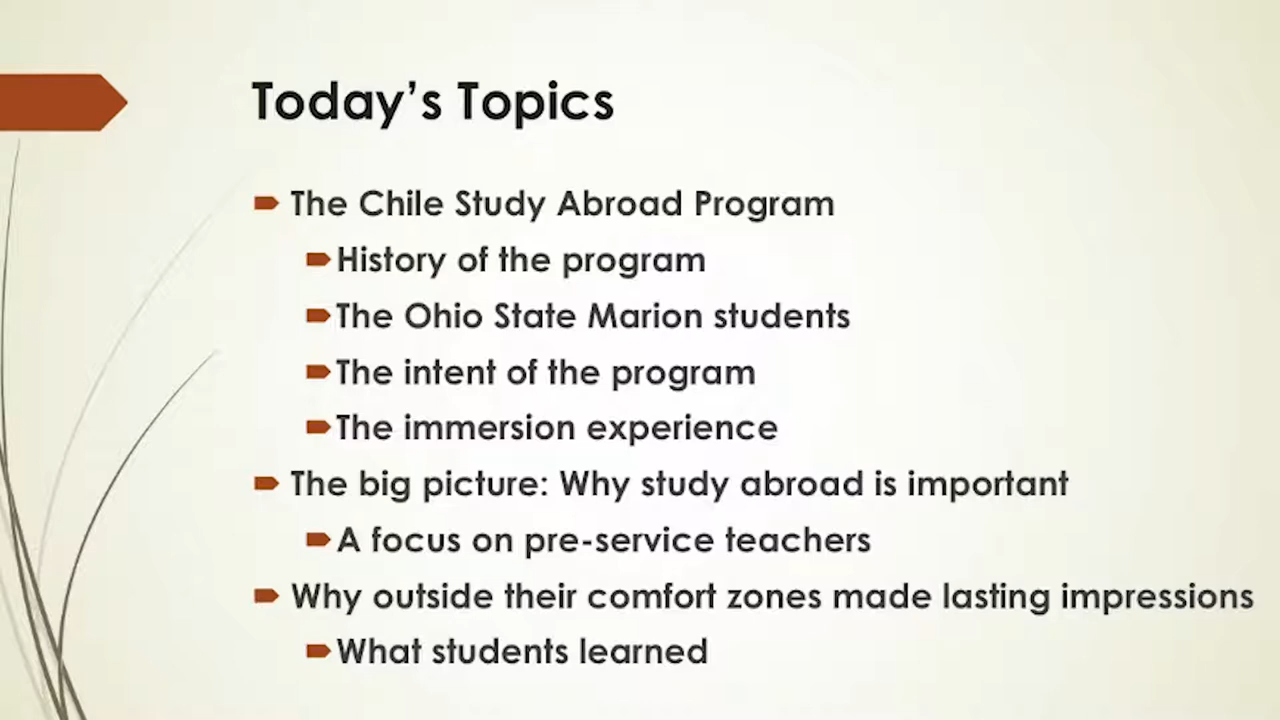 Today’s Topics
The Chile Study Abroad Program
History of the program
The Ohio State Marion students
The intent of the program
The immersion experience
The big picture: Why study abroad is important
A focus on pre-service teachers
Why outside their comfort zones made lasting impressions
What students learned